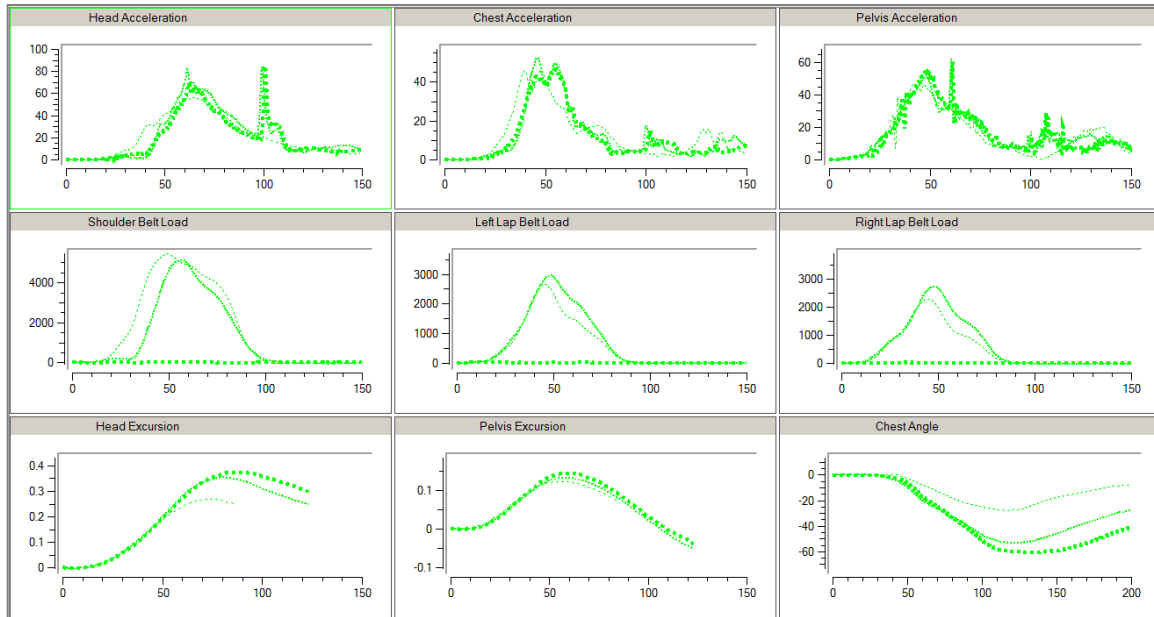 Head Acceleration
100
80
60
40
20
0
0 50 100 150
Chest Acceleration
40
20
0
0 50 100 150
Pelvis Acceleration
60
40
20
0
0 50 100 150
Shoulder Belt Load
4000
2000
0
0 50 100 150
Left Lap Belt Load
3000
2000
1000
0
0 50 100 150
Right Lap Belt Load
3000
2000
1000
0
0 50 100 150
Head Excursion
0.4
0.3
0.2
0.1
0
0 50 100 150
Pelvis Excursion
0.1
0
-0.1
0 50 100 150
Chest Angle
0
-20
-40
-60
0 50 100 150 200